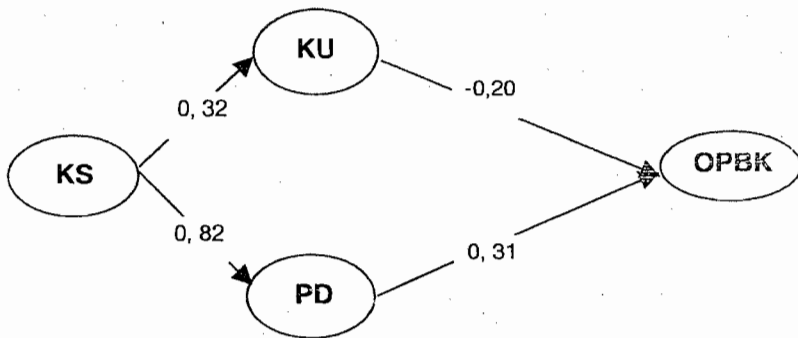 KU
-0,20
0, 32
OPBK
KS
0, 82
0, 31
PD